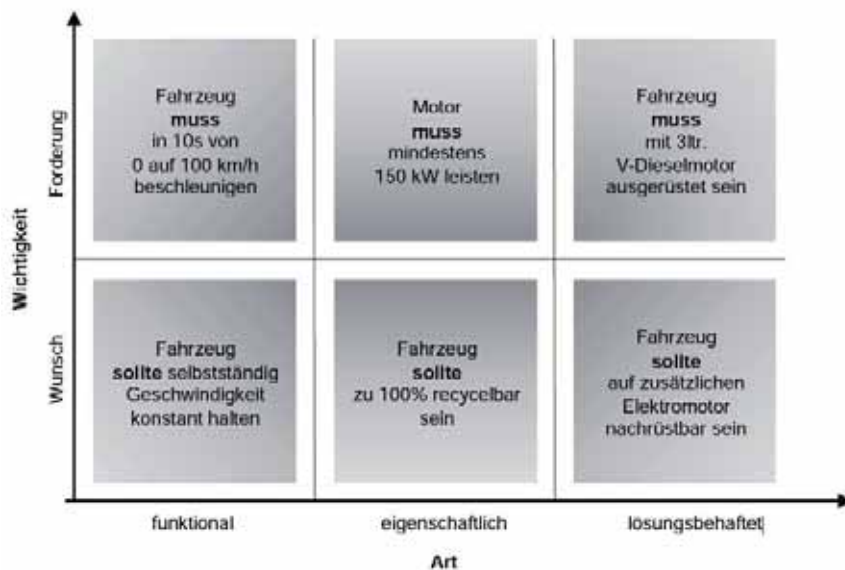 Wichtigkeit
Forderung
Fahrzeug
muss
in 10s von
0 auf 100 km/h
beschleunigen
Motor
muss
mindestens
150 kW leisten
Fahrzeug
muss
mit 3ltr.
V-Dieselmotor
ausgerüstet sein
Wunsch
Fahrzeug
sollte selbstständig
Geschwindigkeit
konstant halten
Fahrzeug
sollte
zu 100% recycelbar
sein
Fahrzeug
sollte
auf zusätzlichen
Elektromotor
nachrüstbar sein
funktional
eigenschaftlich
lösungsbehaftet
Art